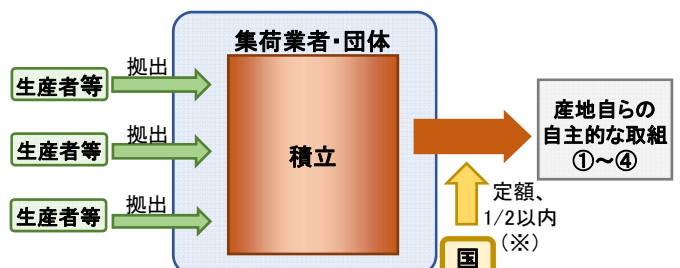 集荷業者・団体
生産者等
拠出
生産者等
拠出
生産者等
拠出
積立
産地自らの
自主的な取組
①～④
定額、
1/2以内
（※）
国